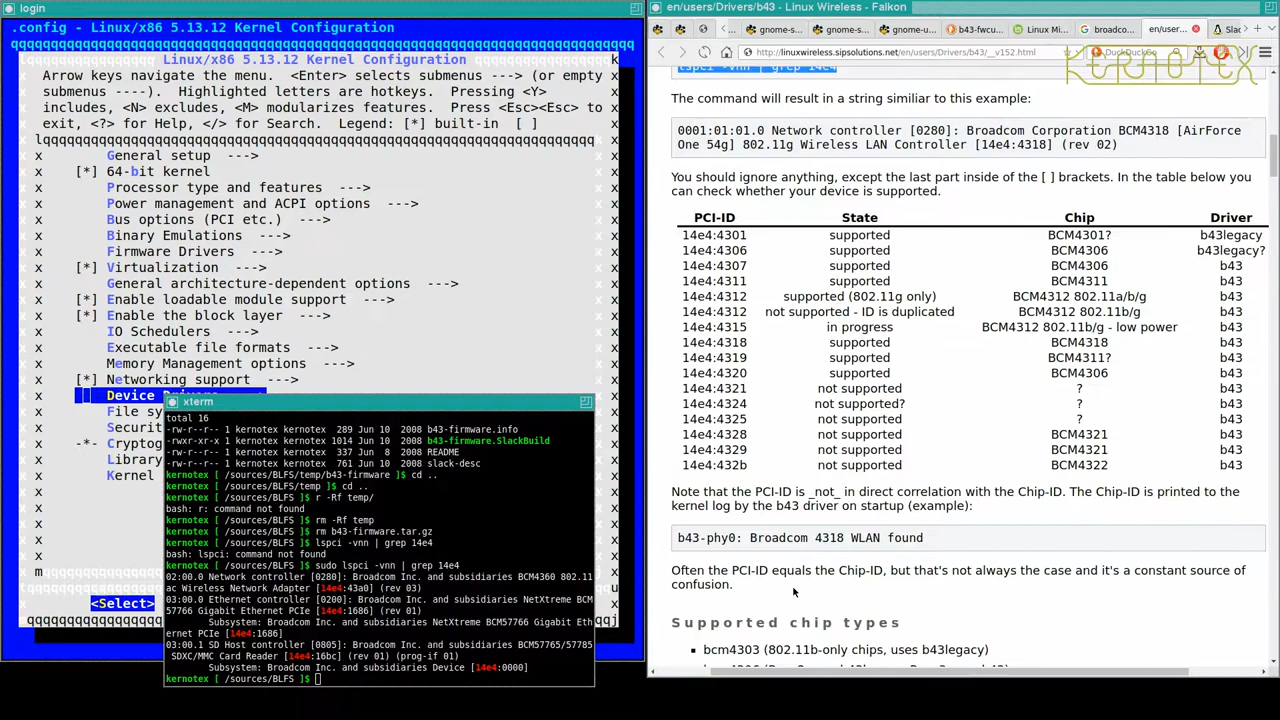 login
.config - Linux/x86 5.13.12 Kernel Configuration
qqqqqqqqqqqqqqqqqqqqqqqqqqqqqqqqqqqqqqqqqqqqqqqqqqqqqqqqqqqqqqqqqqqqqqqqqqqqqq
Linux/x86 5.13.12 Kernel Configuration
Arrow keys navigate the menu. <Enter> selects submenus ---> (or empty
submenus ----). Highlighted letters are hotkeys. Pressing <Y>
includes, <N> excludes, <M> modularizes features. Press <Esc><Esc> to
exit, <?> for Help, </> for Search. Legend: [*] built-in [ ]
x General setup --->
x [*] 64-bit kernel
x Processor type and features --->
x Power management and ACPI options --->
x Bus options (PCI etc.) --->
x Binary Emulations --->
x Firmware Drivers --->
x [*] Virtualization --->
x General architecture-dependent options --->
x [*] Enable loadable module support --->
x [*] Enable the block layer --->
x IO Schedulers --->
x Executable file formats --->
x Memory Management options --->
x [*] Networking support --->
x Device Drivers --->
x File sy
x Securit
x -*- Cryptog
x Library
x Kernel
<Select>
xterm
total 16
-rw-r--r-- 1 kernotex kernotex 289 Jun 10 2008 b43-firmware.info
-rwxr-xr-x 1 kernotex kernotex 1014 Jun 10 2008 b43-firmware.SlackBuild
-rw-r--r-- 1 kernotex kernotex 337 Jun 8 2008 README
-rw-r--r-- 1 kernotex kernotex 761 Jun 10 2008 slack-desc
kernotex [ /sources/BLFS/temp/b43-firmware ]$ cd ..
kernotex [ /sources/BLFS/temp ]$ cd ..
kernotex [ /sources/BLFS ]$ r -Rf temp/
bash: r: command not found
kernotex [ /sources/BLFS ]$ rm -Rf temp
kernotex [ /sources/BLFS ]$ rm b43-firmware.tar.gz
kernotex [ /sources/BLFS ]$ lspci -vnn | grep 14e4
bash: lspci: command not found
kernotex [ /sources/BLFS ]$ sudo lspci -vnn | grep 14e4
02:00.0 Network controller [0280]: Broadcom Inc. and subsidiaries BCM4360 802.11
ac Wireless Network Adapter [14e4:43a0] (rev 03)
03:00.0 Ethernet controller [0200]: Broadcom Inc. and subsidiaries NetXtreme BCM
57766 Gigabit Ethernet PCIe [14e4:1686] (rev 01)
Subsystem: Broadcom Inc. and subsidiaries NetXtreme BCM57766 Gigabit Eth
ernet PCIe [14e4:1686]
03:00.1 SD Host controller [0805]: Broadcom Inc. and subsidiaries BCM57765/57785
SDXC/MMC Card Reader [14e4:16bc] (rev 01) (prog-if 01)
Subsystem: Broadcom Inc. and subsidiaries Device [14e4:0000]
kernotex [ /sources/BLFS ]$
en/users/Drivers/b43 - Linux Wireless - Falkon
gnome-s
gnome-s
gnome-u
b43-fwcu
Linux Mi
broadco
en/user
Slac
http://linuxwireless.sipsolutions.net/en/users/Drivers/b43/__v152.html
DuckDuckGo
KERNOTEX
lspci -vnn | grep 14e4
The command will result in a string similiar to this example:
0001:01:01.0 Network controller [0280]: Broadcom Corporation BCM4318 [AirForce
One 54g] 802.11g Wireless LAN Controller [14e4:4318] (rev 02)
You should ignore anything, except the last part inside of the [ ] brackets. In the table below you
can check whether your device is supported.
PCI-ID State Chip Driver
14e4:4301 supported BCM4301? b43legacy
14e4:4306 supported BCM4306 b43legacy?
14e4:4307 supported BCM4306 b43
14e4:4311 supported BCM4311 b43
14e4:4312 supported (802.11g only) BCM4312 802.11a/b/g b43
14e4:4312 not supported - ID is duplicated BCM4312 802.11b/g b43
14e4:4315 in progress BCM4312 802.11b/g - low power b43
14e4:4318 supported BCM4318 b43
14e4:4319 supported BCM4311? b43
14e4:4320 supported BCM4306 b43
14e4:4321 not supported ? b43
14e4:4324 not supported? ? b43
14e4:4325 not supported ? b43
14e4:4328 not supported BCM4321 b43
14e4:4329 not supported BCM4321 b43
14e4:432b not supported BCM4322 b43
Note that the PCI-ID is _not_ in direct correlation with the Chip-ID. The Chip-ID is printed to the
kernel log by the b43 driver on startup (example):
b43-phy0: Broadcom 4318 WLAN found
Often the PCI-ID equals the Chip-ID, but that's not always the case and it's a constant source of
confusion.
Supported chip types
bcm4303 (802.11b-only chips, uses b43legacy)